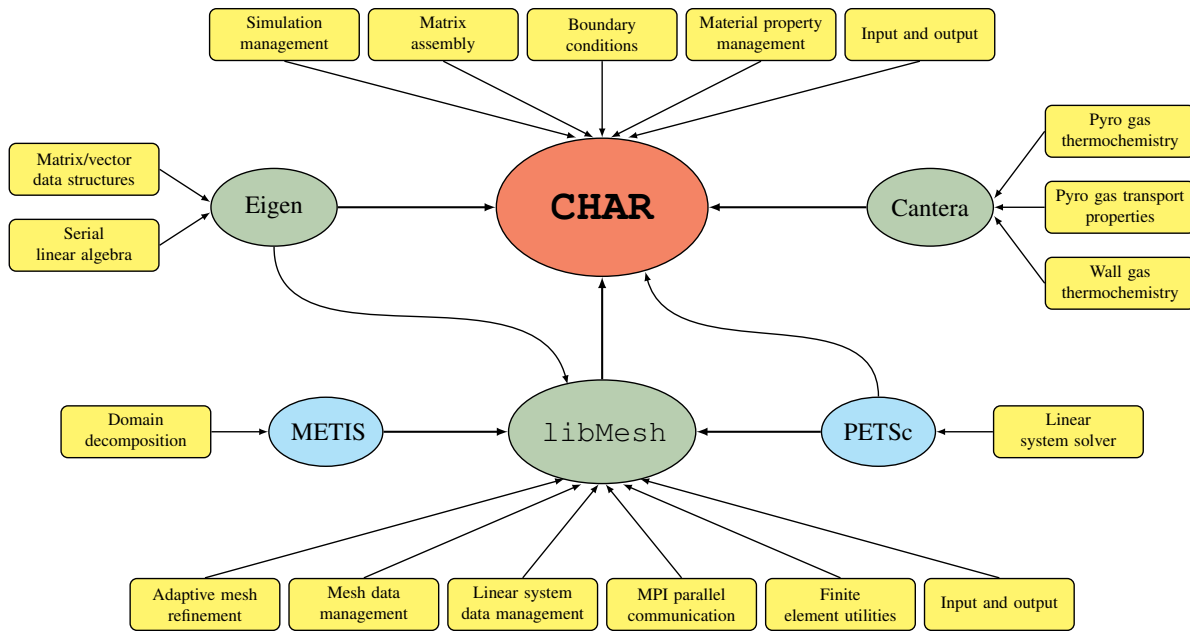 Simulation
management
Matrix
assembly
Boundary
conditions
Material property
management
Input and output
Matrix/vector
data structures
Serial
linear algebra
Eigen
CHAR
Cantera
Pyro gas
thermochemistry
Pyro gas transport
properties
Wall gas
thermochemistry
Domain
decomposition
METIS
libMesh
PETSc
Linear
system solver
Adaptive mesh
refinement
Mesh data
management
Linear system
data management
MPI parallel
communication
Finite
element utilities
Input and output